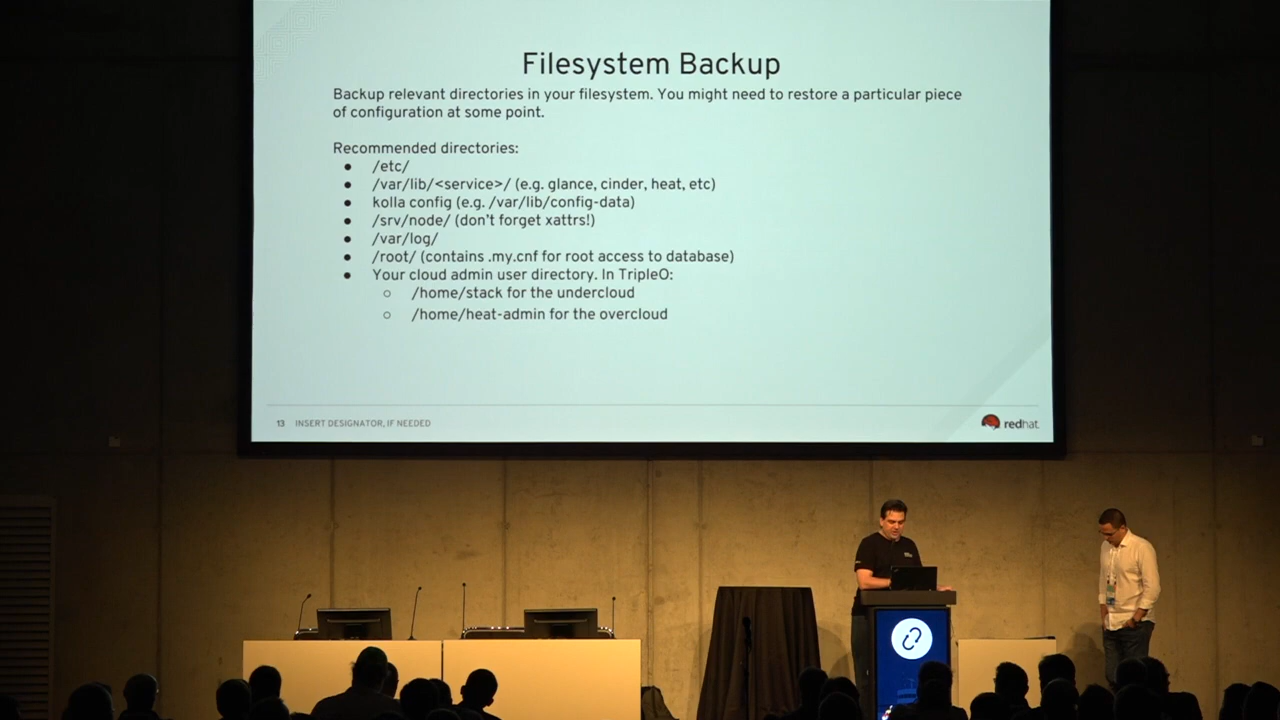 Filesystem Backup
Backup relevant directories in your filesystem. You might need to restore a particular piece
of configuration at some point.
Recommended directories:
● /etc/
● /var/lib/<service>/ (e.g. glance, cinder, heat, etc)
● kolla config (e.g. /var/lib/config-data)
● /srv/node/ (don't forget xattrs!)
● /var/log/
● /root/ (contains .my.cnf for root access to database)
● Your cloud admin user directory. In TripleO:
○ /home/stack for the undercloud
○ /home/heat-admin for the overcloud
13 INSERT DESIGNATOR, IF NEEDED
redhat.